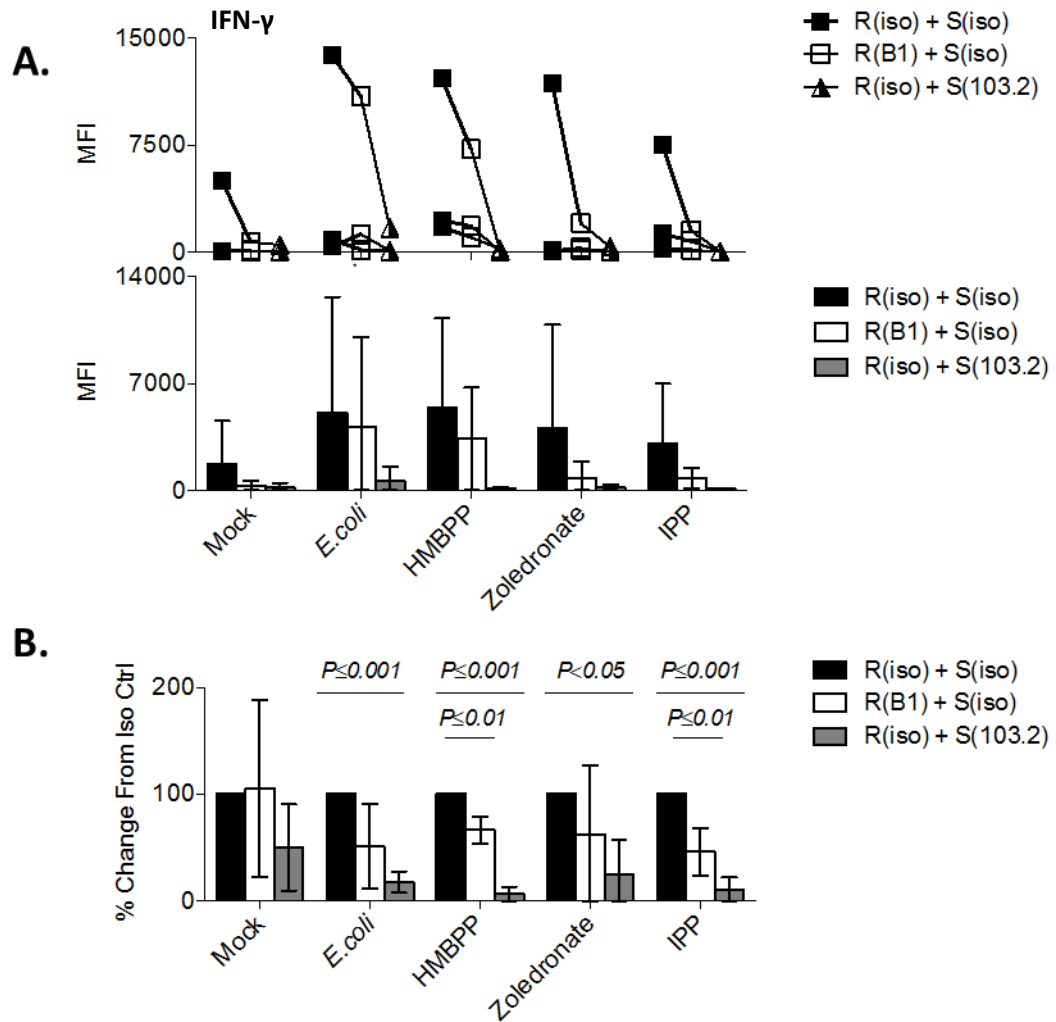 A.
IFN-γ
15000
7500
0
MFI
R(iso) + S(iso)
R(B1) + S(iso)
R(iso) + S(103.2)
14000
7000
0
MFI
Mock
E.coli
HMBPP
Zoledronate
IPP
R(iso) + S(iso)
R(B1) + S(iso)
R(iso) + S(103.2)
B.
% Change From Iso Ctrl
200
100
0
P≤0.001
P≤0.001
P<0.05
P≤0.001
P≤0.01
P≤0.01
Mock
E.coli
HMBPP
Zoledronate
IPP
R(iso) + S(iso)
R(B1) + S(iso)
R(iso) + S(103.2)